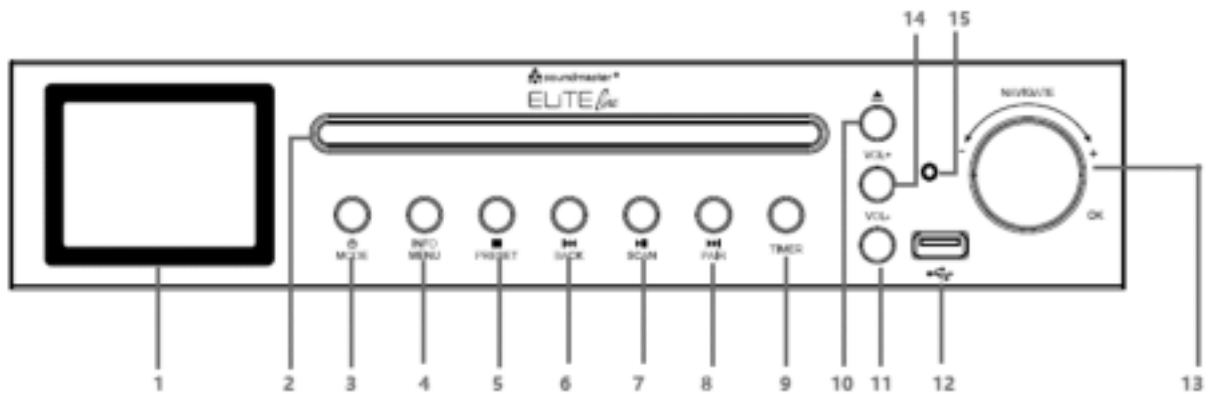 14 15
soundmaster®
ELITE line
NAVIGATE
VOL+
- +
VOL-
OK
MODE
INFO
MENU
PRESET
BACK
SCAN
PAIR
TIMER
1 2 3 4 5 6 7 8 9 10 11 12 13